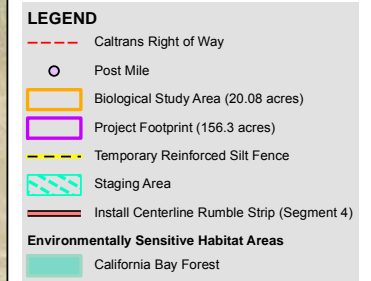 LEGEND
Caltrans Right of Way
Post Mile
Biological Study Area (20.08 acres)
Project Footprint (156.3 acres)
Temporary Reinforced Silt Fence
Staging Area
Install Centerline Rumble Strip (Segment 4)
Environmentally Sensitive Habitat Areas
California Bay Forest